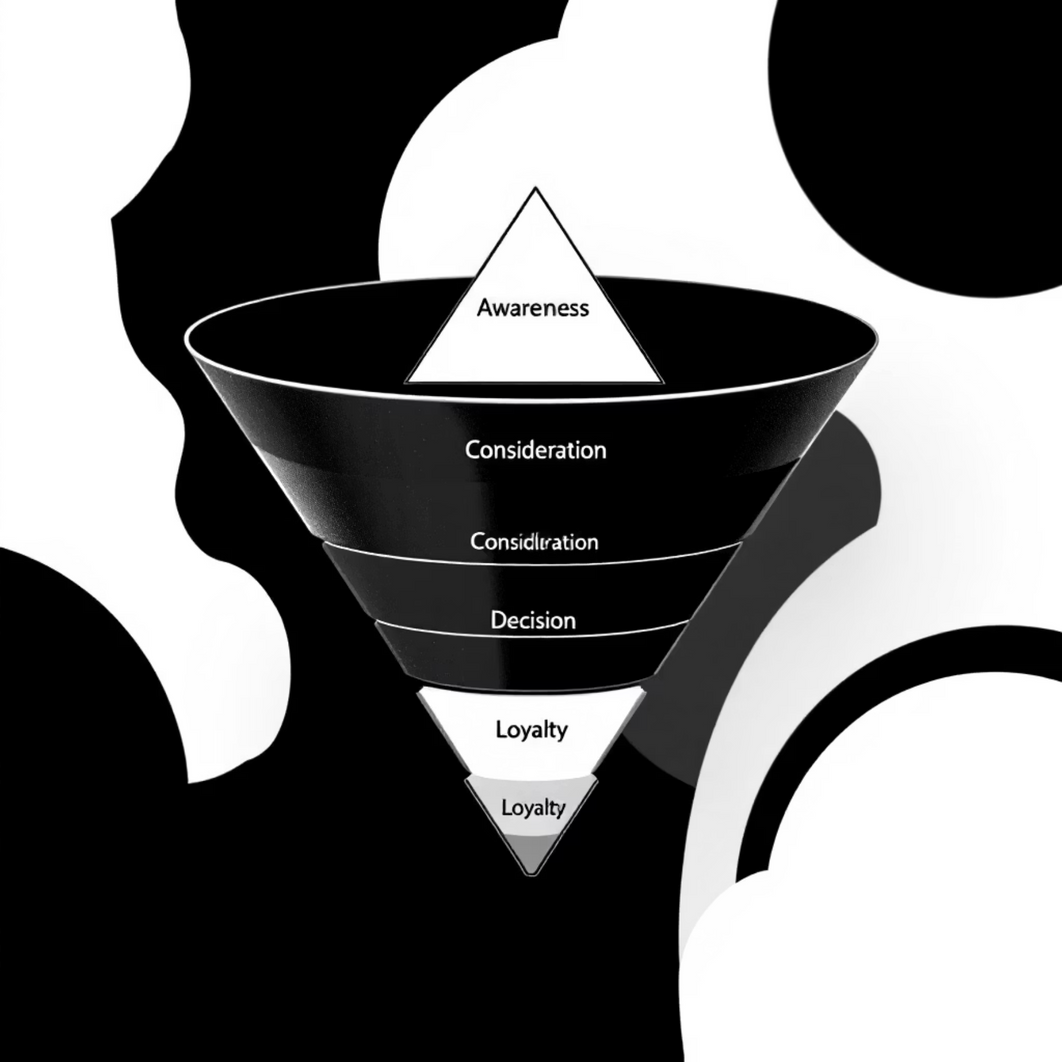 Awareness
Consideration
Considlration
Decision
Loyalty
Loyalty